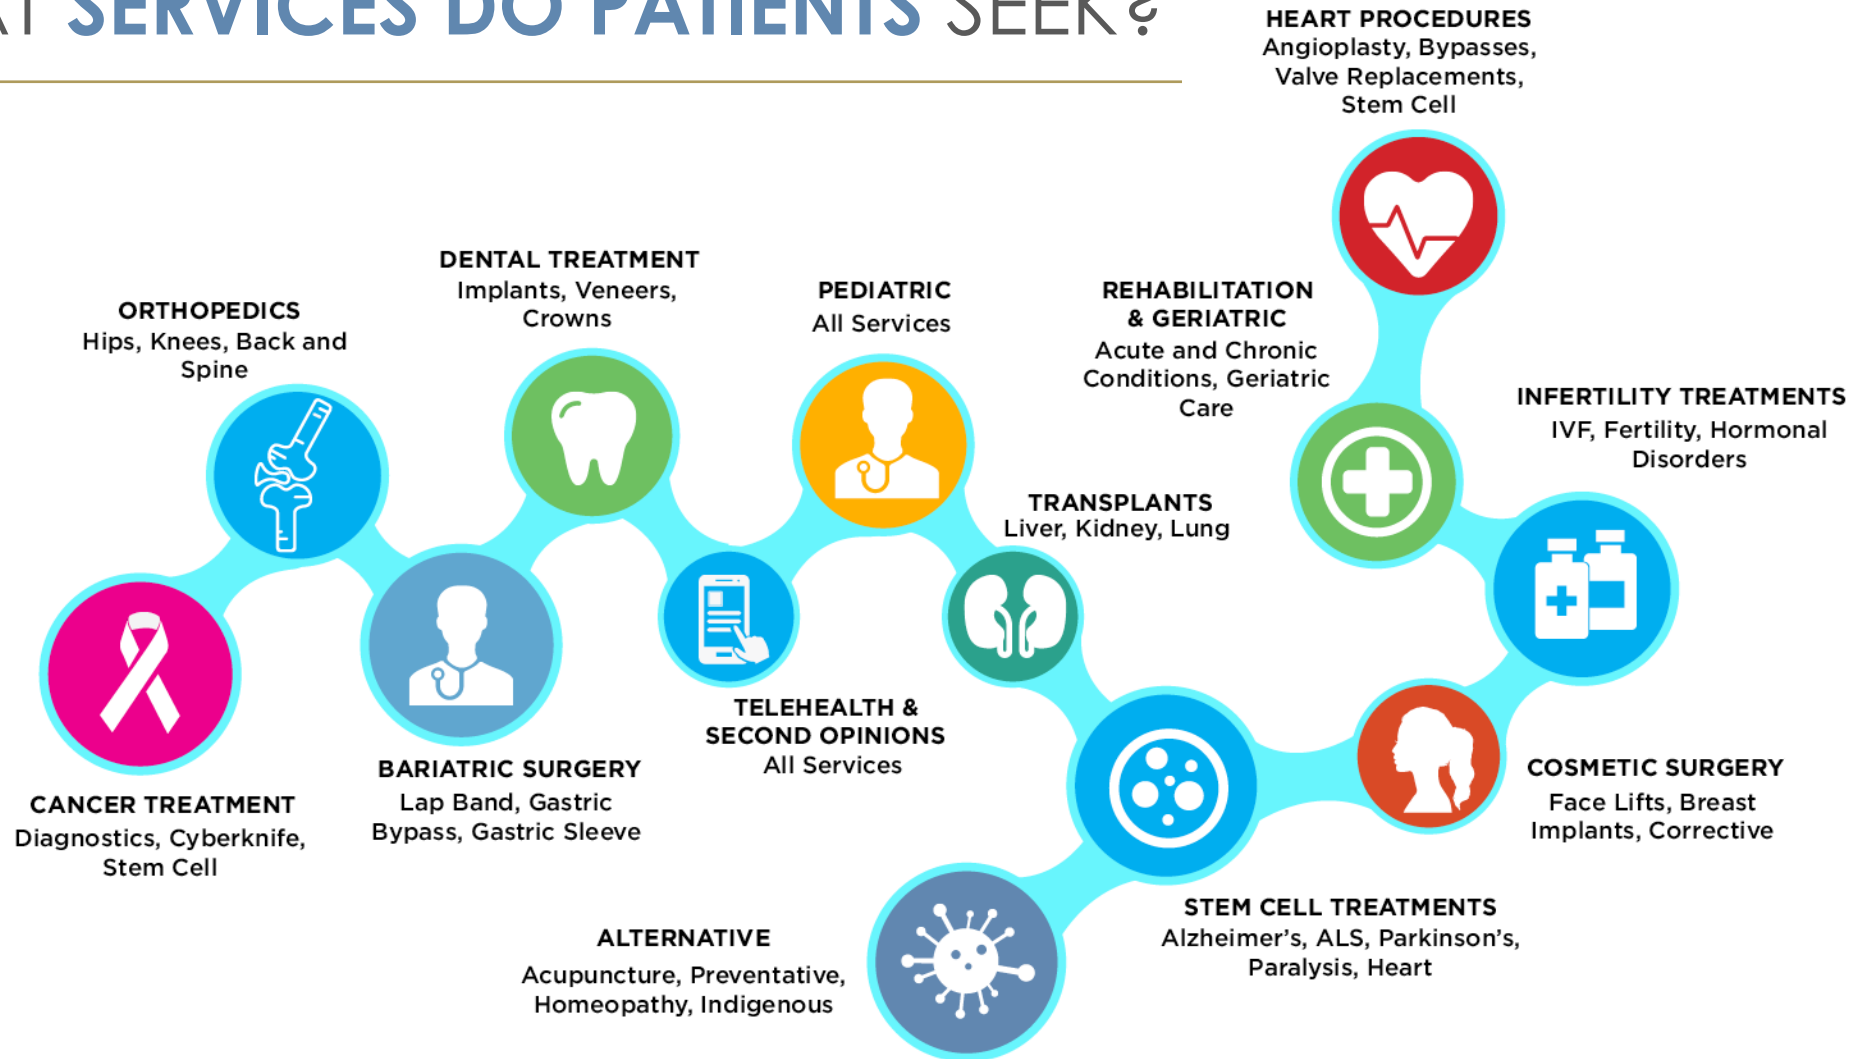 AT SERVICES DO PATIENTS SEEK?
HEART PROCEDURES
Angioplasty, Bypasses,
Valve Replacements,
Stem Cell
DENTAL TREATMENT
Implants, Veneers,
Crowns
PEDIATRIC
All Services
REHABILITATION
& GERIATRIC
Acute and Chronic
Conditions, Geriatric
Care
ORTHOPEDICS
Hips, Knees, Back and
Spine
INFERTILITY TREATMENTS
IVF, Fertility, Hormonal
Disorders
TRANSPLANTS
Liver, Kidney, Lung
TELEHEALTH &
SECOND OPINIONS
All Services
BARIATRIC SURGERY
Lap Band, Gastric
Bypass, Gastric Sleeve
COSMETIC SURGERY
Face Lifts, Breast
Implants, Corrective
CANCER TREATMENT
Diagnostics, Cyberknife,
Stem Cell
STEM CELL TREATMENTS
Alzheimer’s, ALS, Parkinson’s,
Paralysis, Heart
ALTERNATIVE
Acupuncture, Preventative,
Homeopathy, Indigenous